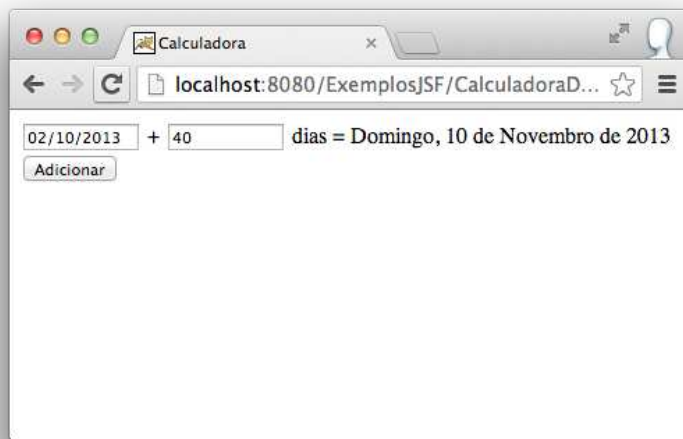 Calculadora
localhost:8080/ExemplosJSF/CalculadoraD...
02/10/2013 + 40 dias = Domingo, 10 de Novembro de 2013
Adicionar